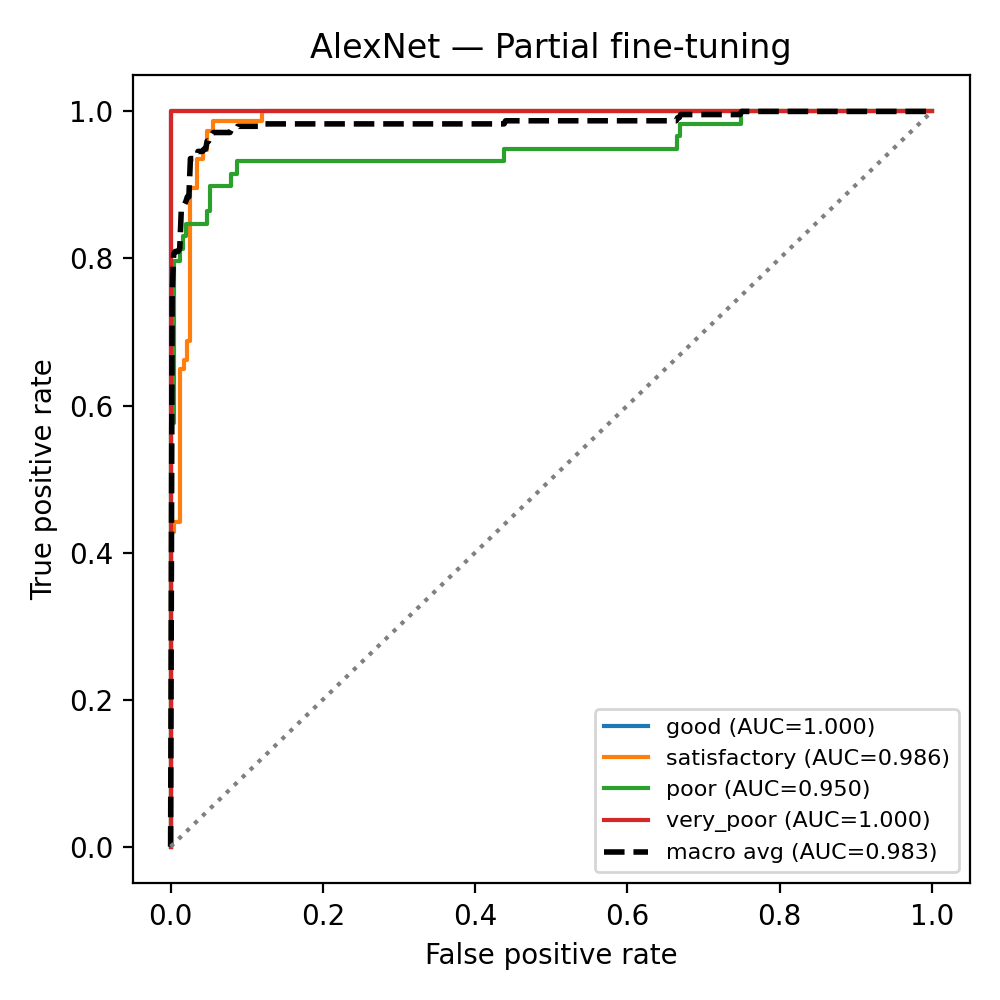 AlexNet — Partial fine-tuning
True positive rate
1.0
0.8
0.6
0.4
0.2
0.0
0.0 0.2 0.4 0.6 0.8 1.0
False positive rate
good (AUC=1.000)
satisfactory (AUC=0.986)
poor (AUC=0.950)
very_poor (AUC=1.000)
macro avg (AUC=0.983)